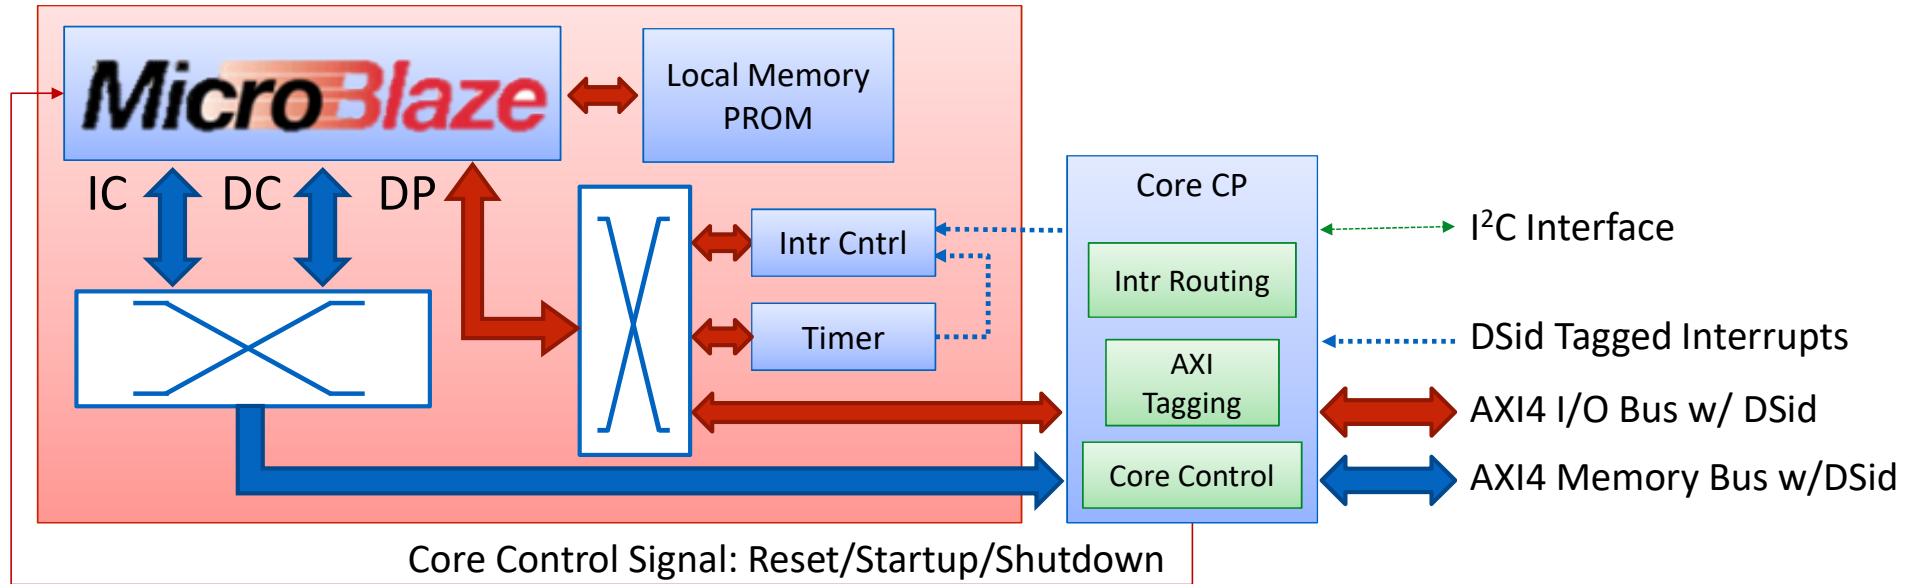 MicroBlaze
Local Memory
PROM
IC
DC
DP
Intr Cntrl
Timer
Core CP
Intr Routing
AXI
Tagging
Core Control
I²C Interface
DSid Tagged Interrupts
AXI4 I/O Bus w/ DSid
AXI4 Memory Bus w/DSid
Core Control Signal: Reset/Startup/Shutdown